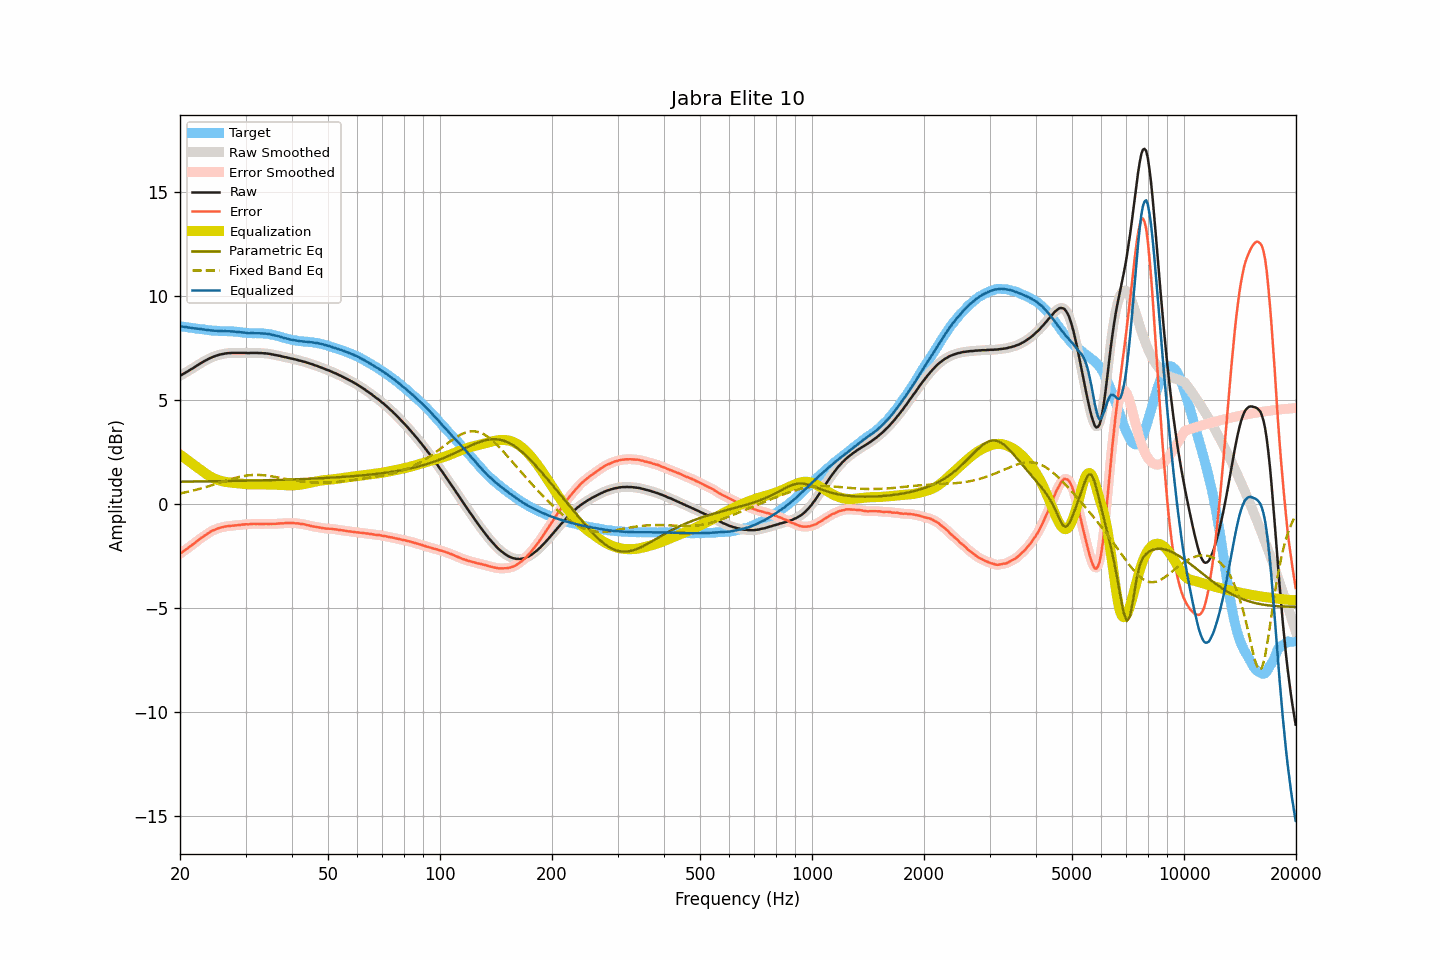 Jabra Elite 10
Target
Raw Smoothed
Error Smoothed
Raw
Error
Equalization
Parametric Eq
Fixed Band Eq
Equalized
15
10
5
0
−5
−10
−15
Amplitude (dBr)
20 50 100 200 500 1000 2000 5000 10000 20000
Frequency (Hz)